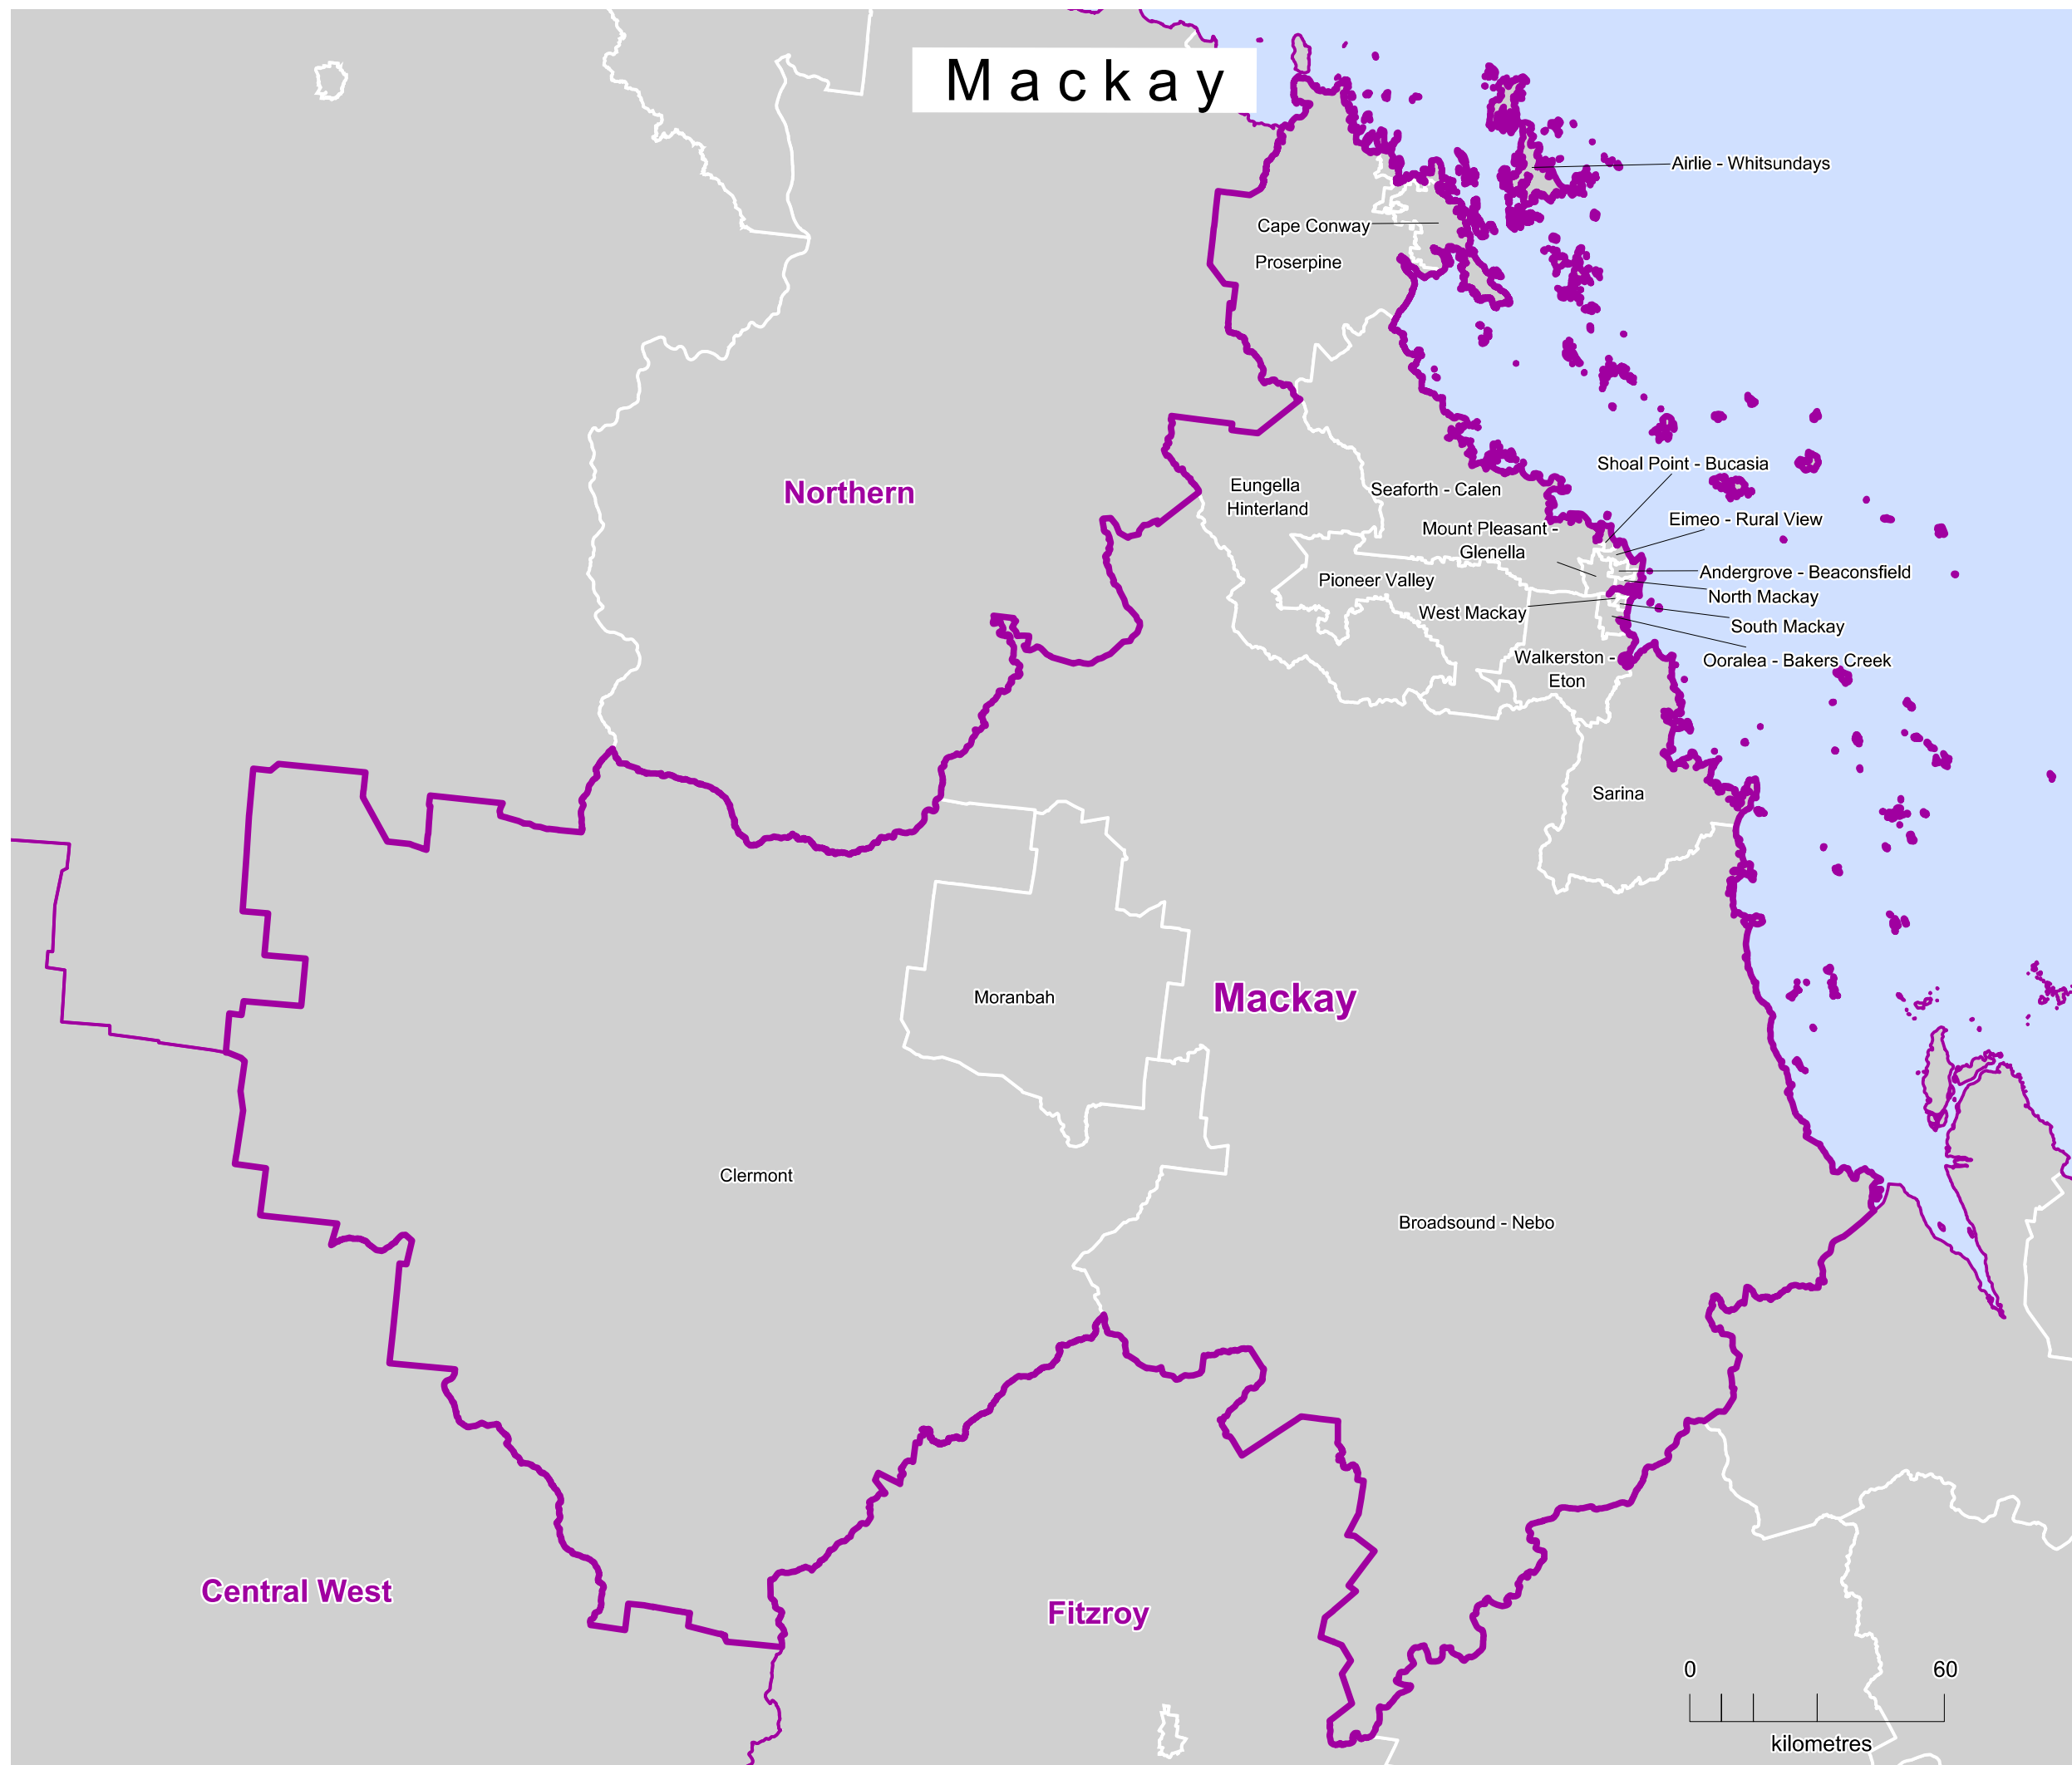 Mackay
Airlie - Whitsundays
Cape Conway
Proserpine
Shoal Point - Bucasia
Northern
Eungella
Hinterland
Seaforth - Calen
Eimeo - Rural View
Mount Pleasant -
Glenella
Andergrove - Beaconsfield
Pioneer Valley
North Mackay
West Mackay
South Mackay
Walkerston -
Eton
Ooralea - Bakers Creek
Sarina
Moranbah
Mackay
Clermont
Broadsound - Nebo
Central West
Fitzroy
0 60
kilometres